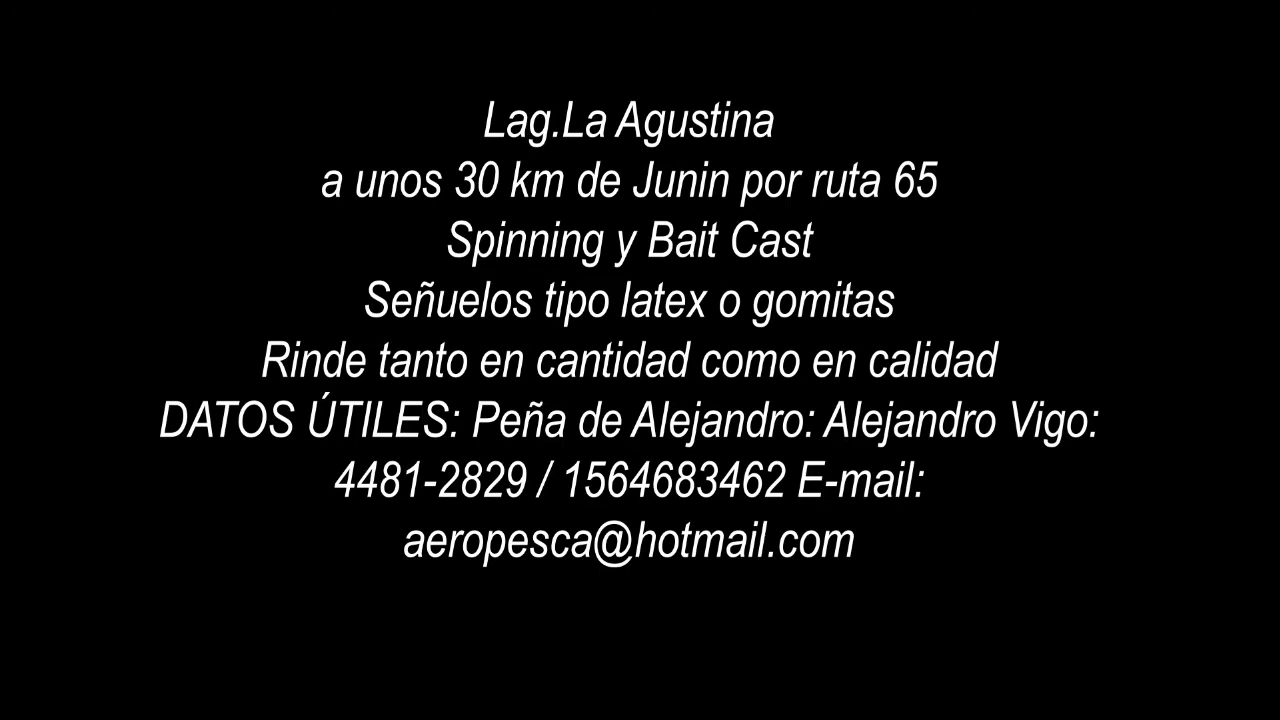 Lag.La Agustina
a unos 30 km de Junin por ruta 65
Spinning y Bait Cast
Señuelos tipo latex o gomitas
Rinde tanto en cantidad como en calidad
DATOS ÚTILES: Peña de Alejandro: Alejandro Vigo:
4481-2829 / 1564683462 E-mail:
aeropesca@hotmail.com